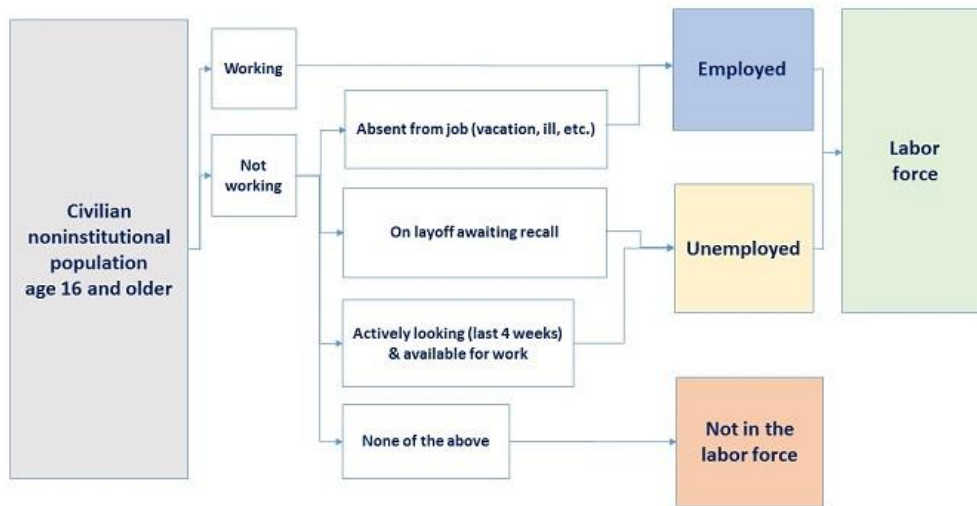 Civilian
noninstitutional
population
age 16 and older
Working
Not
working
Absent from job (vacation, ill, etc.)
On layoff awaiting recall
Actively looking (last 4 weeks)
& available for work
None of the above
Employed
Unemployed
Not in the
labor force
Labor
force